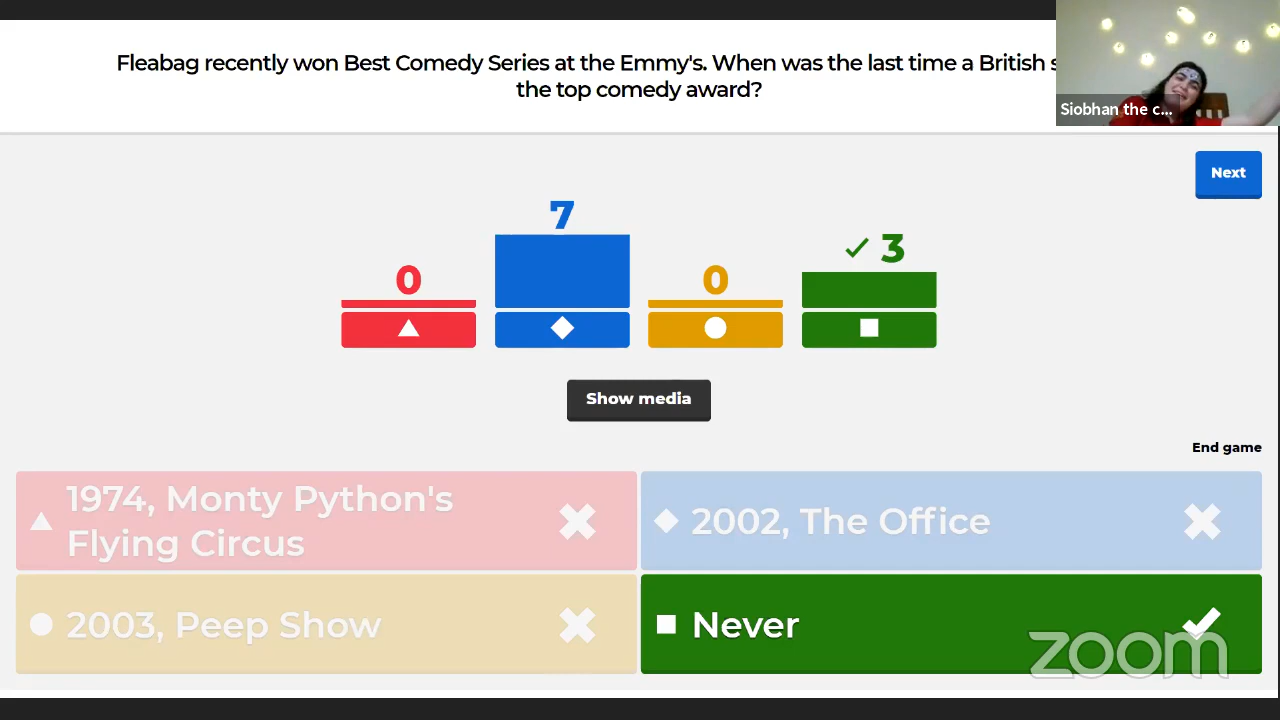 Fleabag recently won Best Comedy Series at the Emmy's. When was the last time a British
the top comedy award?
Siobhan the c...
Next
0
7
0
3
Show media
End game
1974, Monty Python's
Flying Circus
2002, The Office
2003, Peep Show
Never
zoom